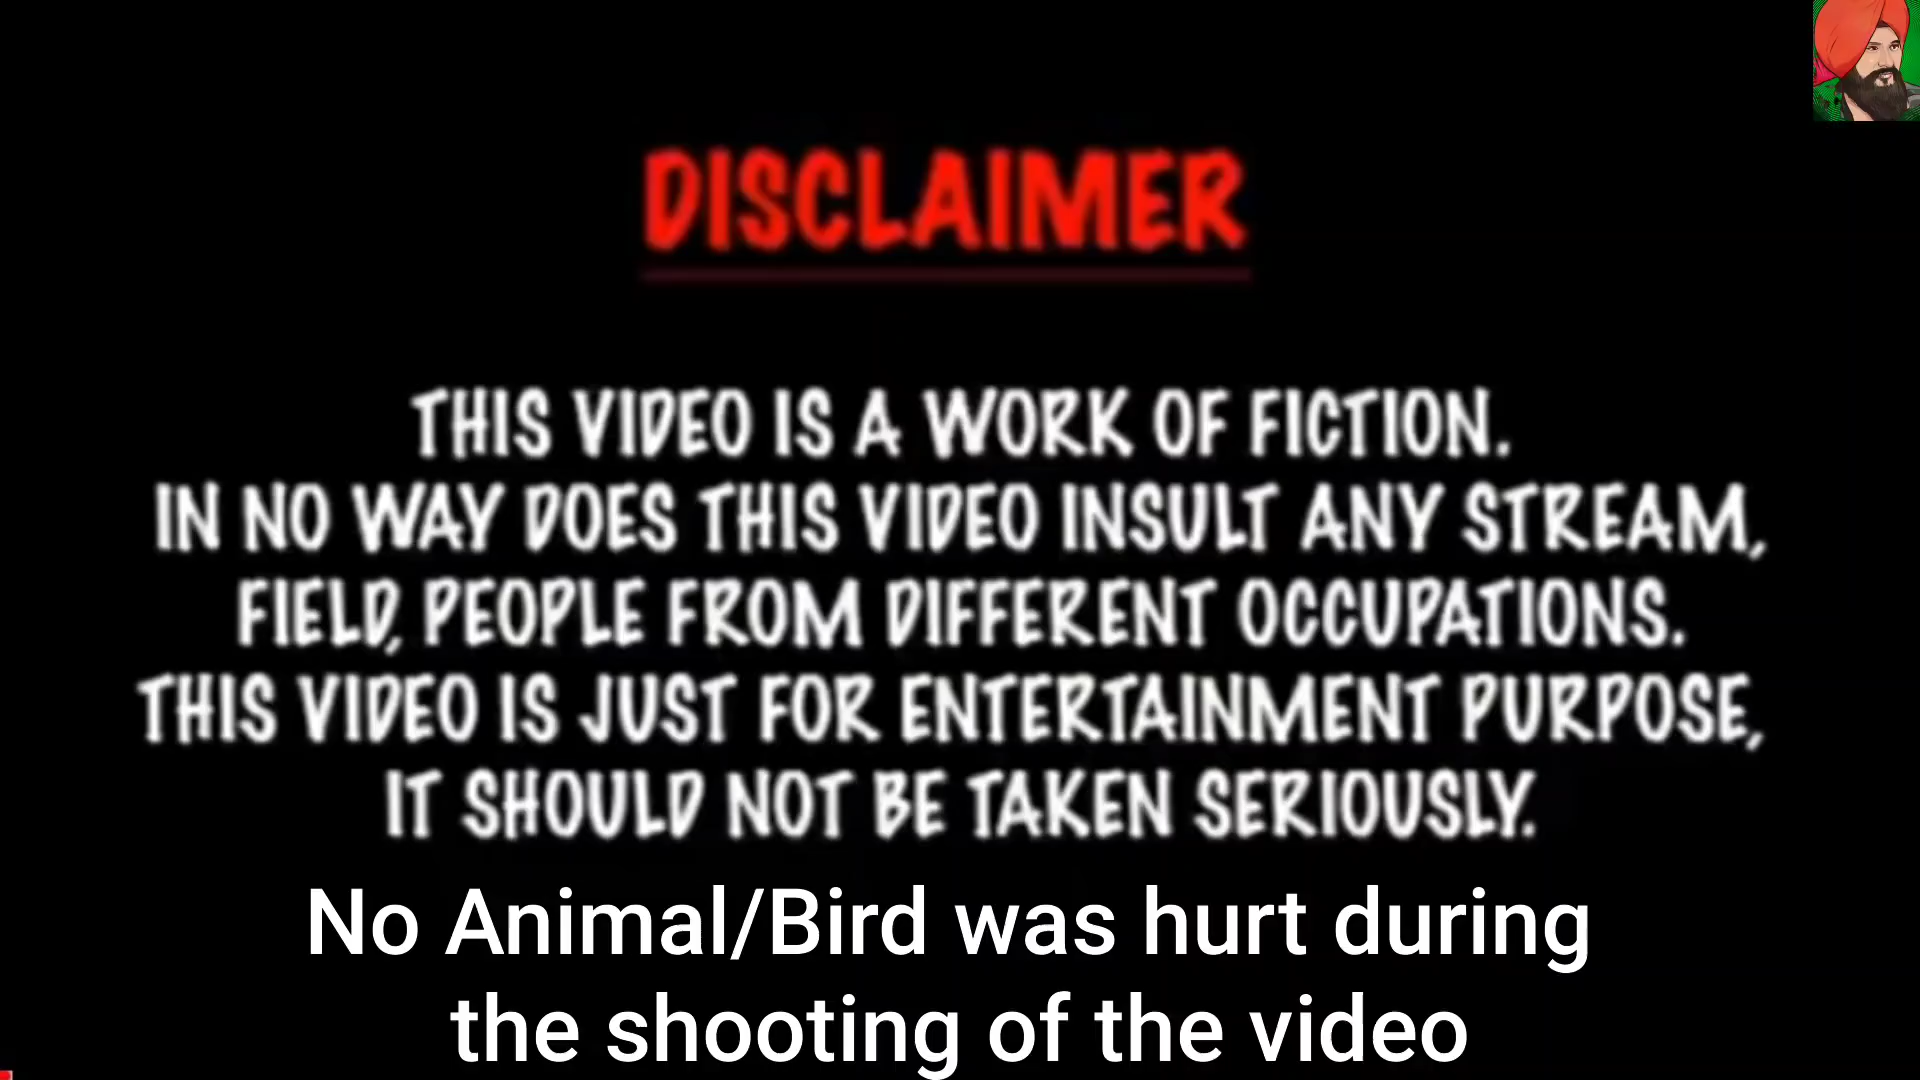 DISCLAIMER
THIS VIDEO IS A WORK OF FICTION.
IN NO WAY DOES THIS VIDEO INSULT ANY STREAM,
FIELD, PEOPLE FROM DIFFERENT OCCUPATIONS.
THIS VIDEO IS JUST FOR ENTERTAINMENT PURPOSE,
IT SHOULD NOT BE TAKEN SERIOUSLY.
No Animal/Bird was hurt during
the shooting of the video